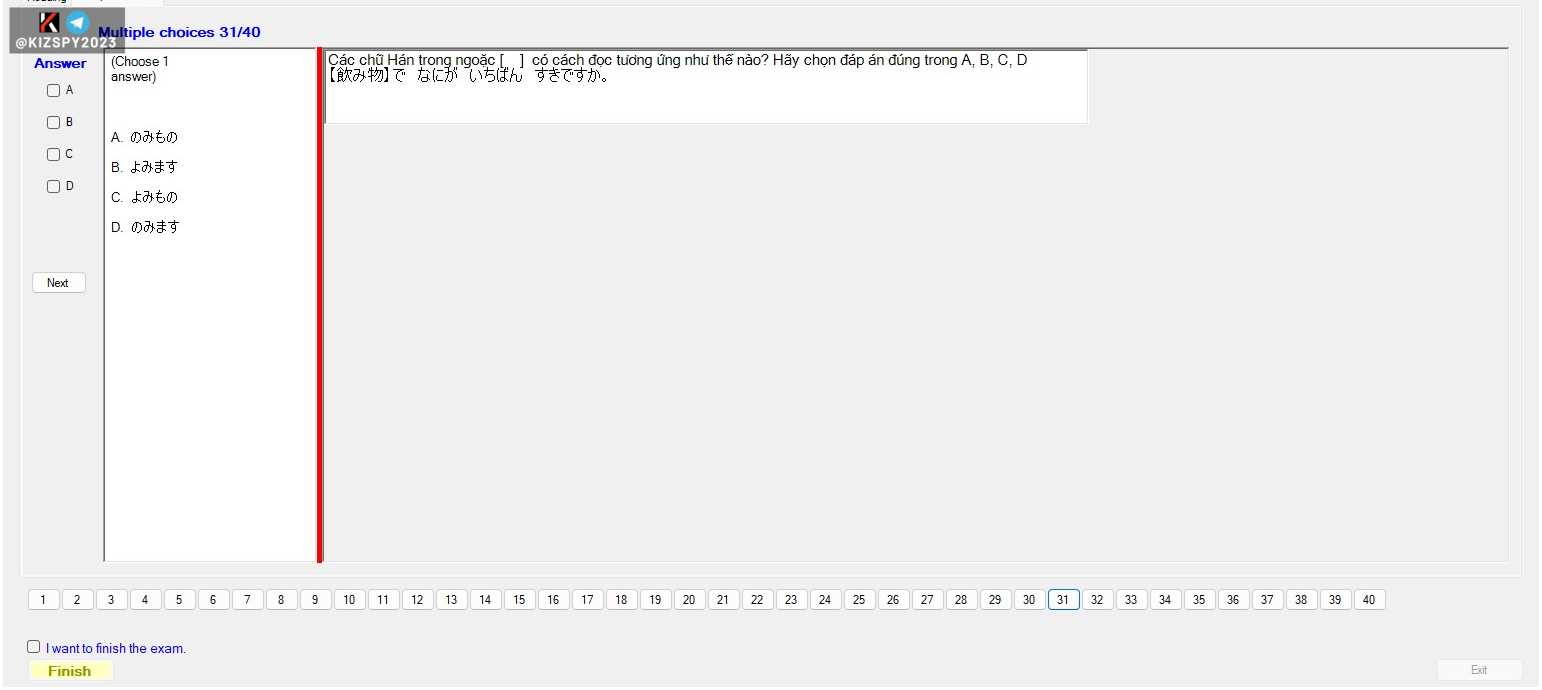 @KIZSPY2023
Multiple choices 31/40
Answer
A
B
C
D
Next
(Choose 1
answer)
A. のみもの
B. よみます
C. よみもの
D. のみます
Các chữ Hán trong ngoặc [ ] có cách đọc tương ứng như thế nào? Hãy chọn đáp án đúng trong A, B, C, D
【飲み物】で なにが いちばん すきですか。
1 2 3 4 5 6 7 8 9 10 11 12 13 14 15 16 17 18 19 20 21 22 23 24 25 26 27 28 29 30 31 32 33 34 35 36 37 38 39 40
I want to finish the exam.
Finish
Exit